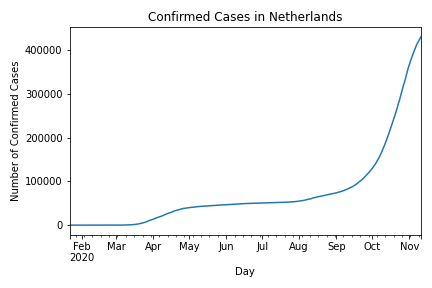 Confirmed Cases in Netherlands
Number of Confirmed Cases
400000
300000
200000
100000
0
Feb Mar Apr May Jun Jul Aug Sep Oct Nov
2020
Day